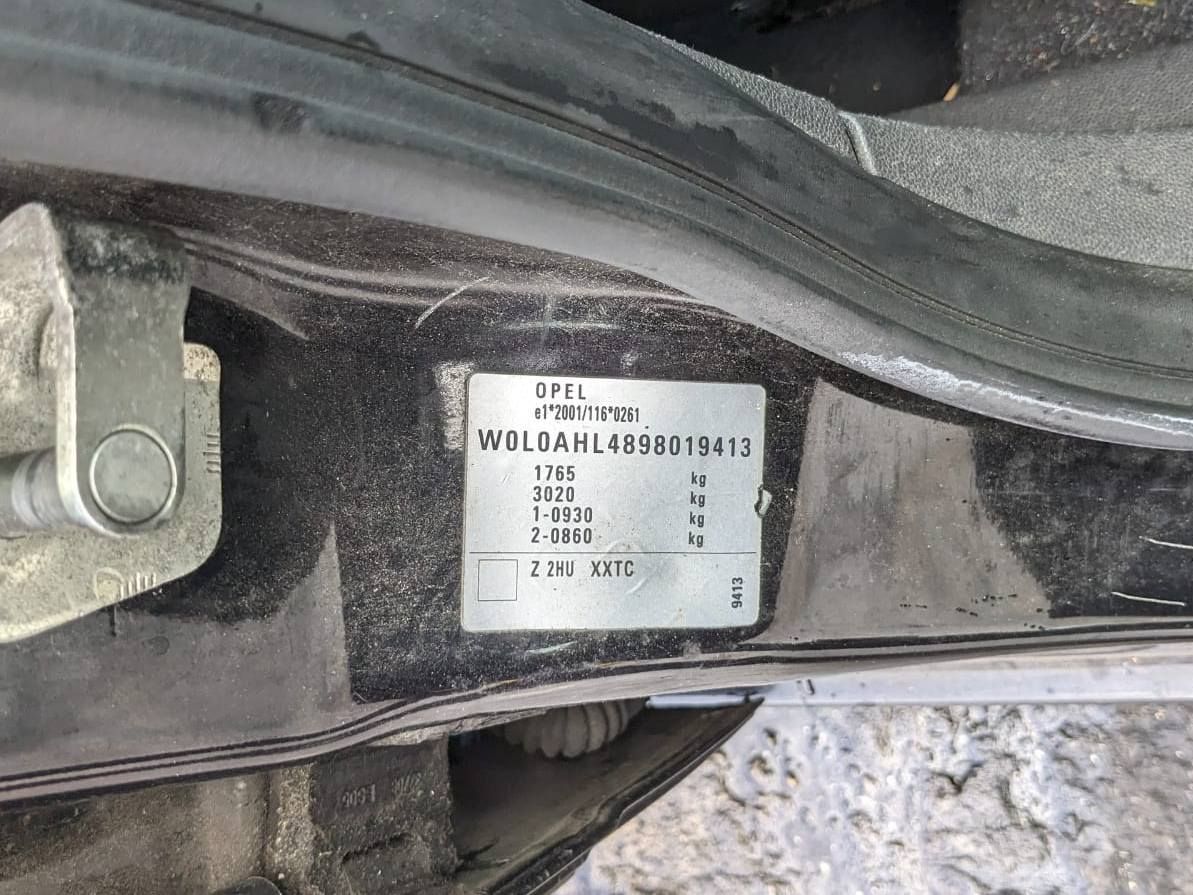 OPEL
e1*2001/116*0261
W0L0AHL4898019413
1765 kg
3020 kg
1-0930 kg
2-0860 kg
Z 2HU XXTC
9413